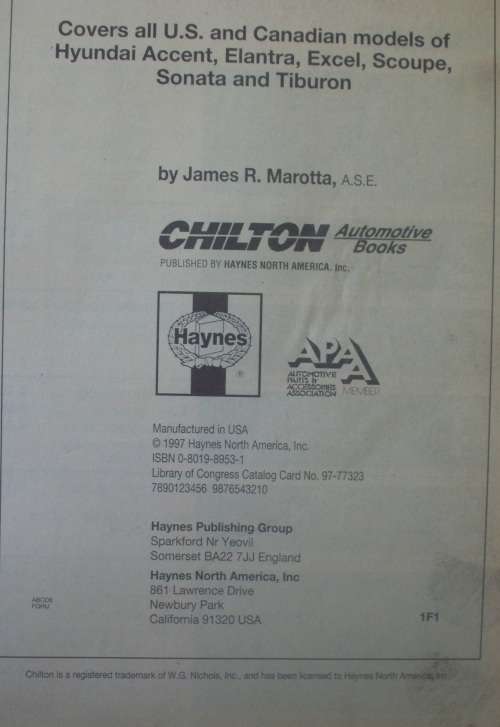 Covers all U.S. and Canadian models of
Hyundai Accent, Elantra, Excel, Scoupe,
Sonata and Tiburon
by James R. Marotta, A.S.E.
CHILTON Automotive
Books
PUBLISHED BY HAYNES NORTH AMERICA. Inc.
Haynes
®
APAA
AUTOMOTIVE
PARTS &
ACCESSORIES
ASSOCIATION MEMBER
Manufactured in USA
© 1997 Haynes North America, Inc.
ISBN 0-8019-8953-1
Library of Congress Catalog Card No. 97-77323
7890123456 9876543210
Haynes Publishing Group
Sparkford Nr Yeovil
Somerset BA22 7JJ England
Haynes North America, Inc
861 Lawrence Drive
Newbury Park
California 91320 USA
ABCDE
FGHIJ
1F1
Chilton is a registered trademark of W.G. Nichols, Inc., and has been licensed to Haynes North America, Inc.